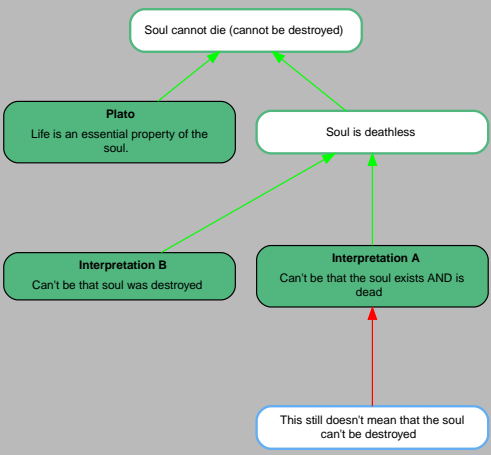 Soul cannot die (cannot be destroyed)
Plato
Life is an essential property of the
soul.
Soul is deathless
Interpretation B
Can't be that soul was destroyed
Interpretation A
Can't be that the soul exists AND is
dead
This still doesn't mean that the soul
can't be destroyed